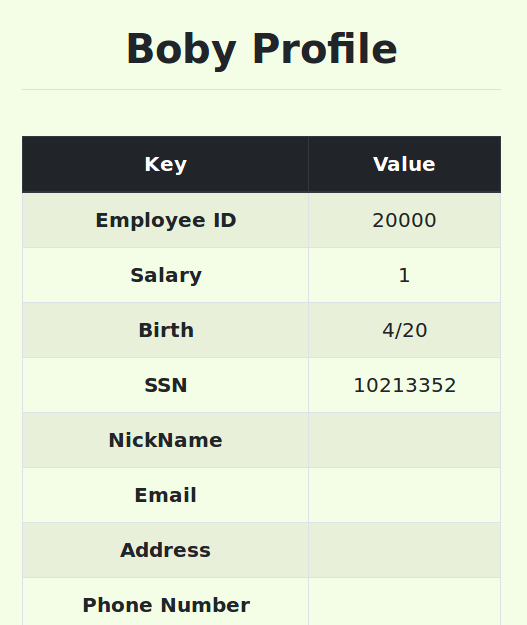 Boby Profile
Key Value
Employee ID 20000
Salary 1
Birth 4/20
SSN 10213352
NickName
Email
Address
Phone Number